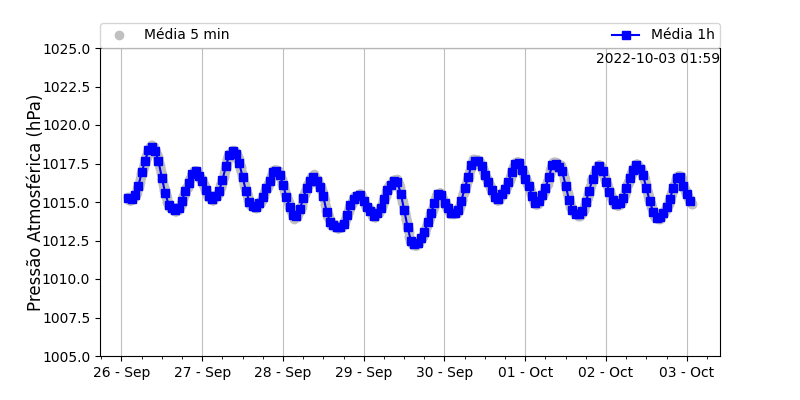 Média 5 min
Média 1h
2022-10-03 01:59
Pressão Atmosférica (hPa)
1025.0
1022.5
1020.0
1017.5
1015.0
1012.5
1010.0
1007.5
1005.0
26 - Sep
27 - Sep
28 - Sep
29 - Sep
30 - Sep
01 - Oct
02 - Oct
03 - Oct